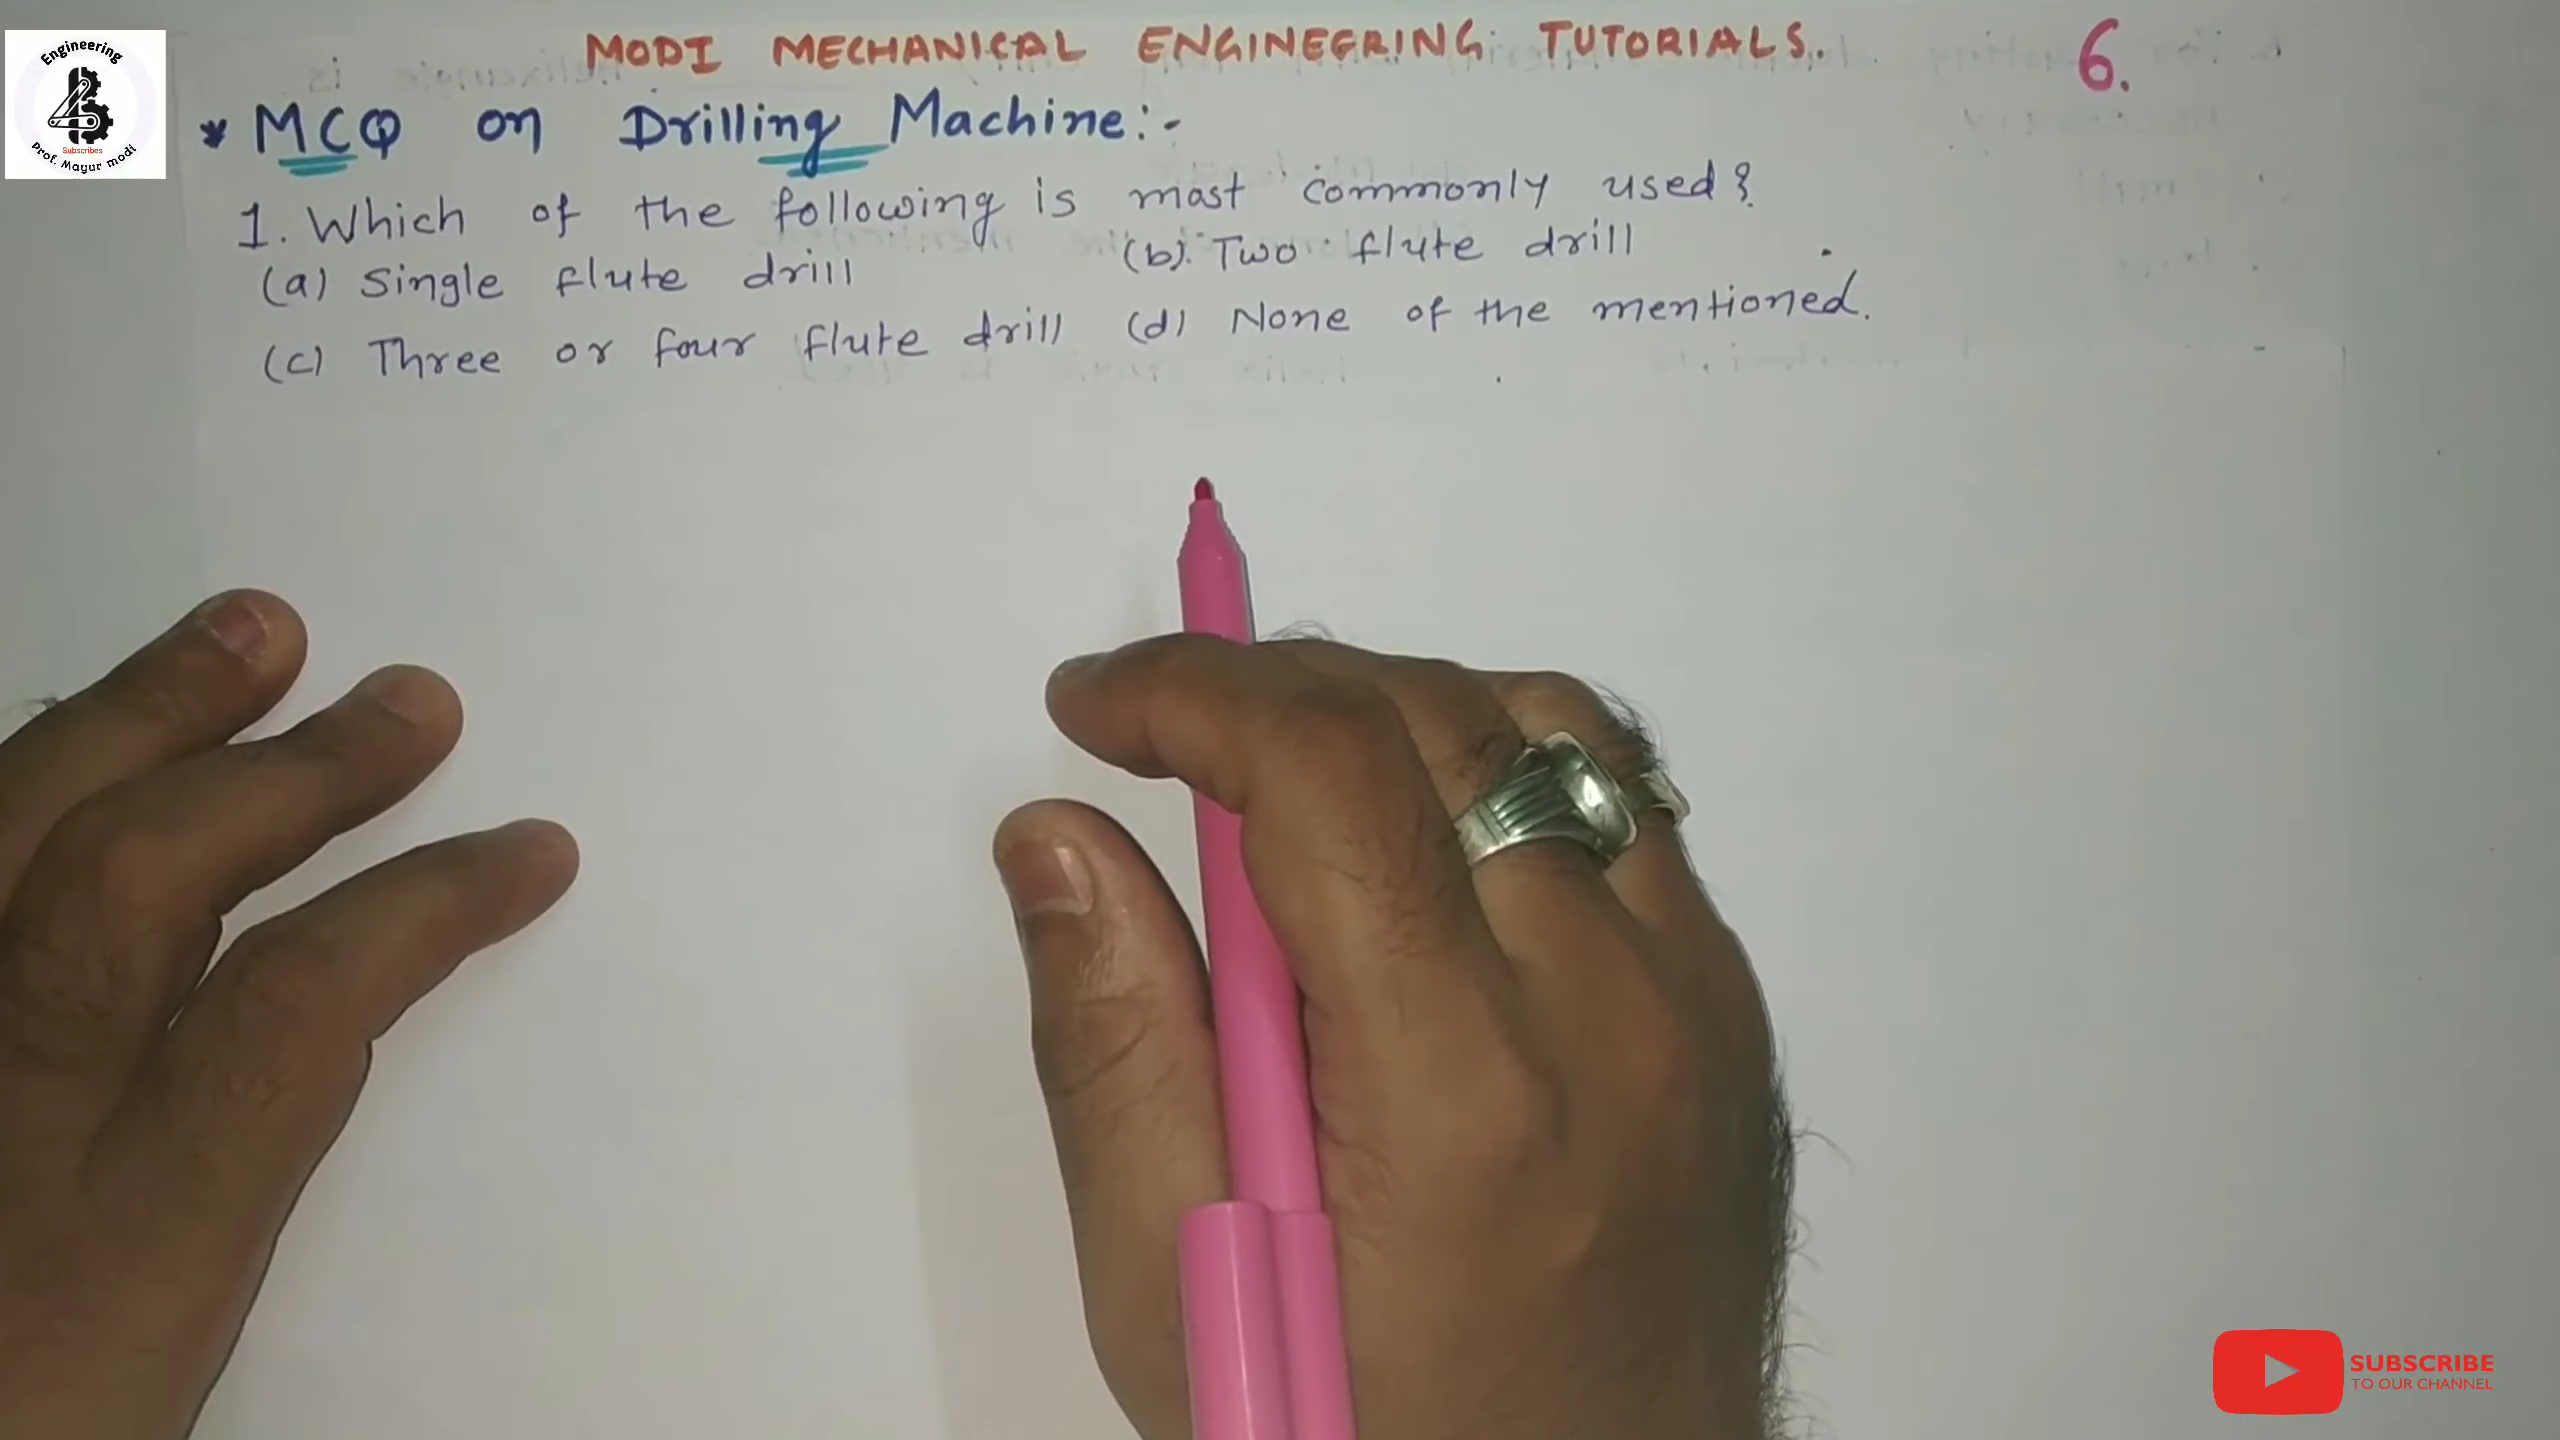 Engineering
Subscribes
Prof. Mayur modi
MODI MECHANICAL ENGINEERING TUTORIALS.
6.
* MCQ on Drilling Machine:-
1. Which of the following is most commonly used?
(a) Single flute drill (b). Two flute drill
(c) Three or four flute drill (d) None of the mentioned.
SUBSCRIBE
TO OUR CHANNEL